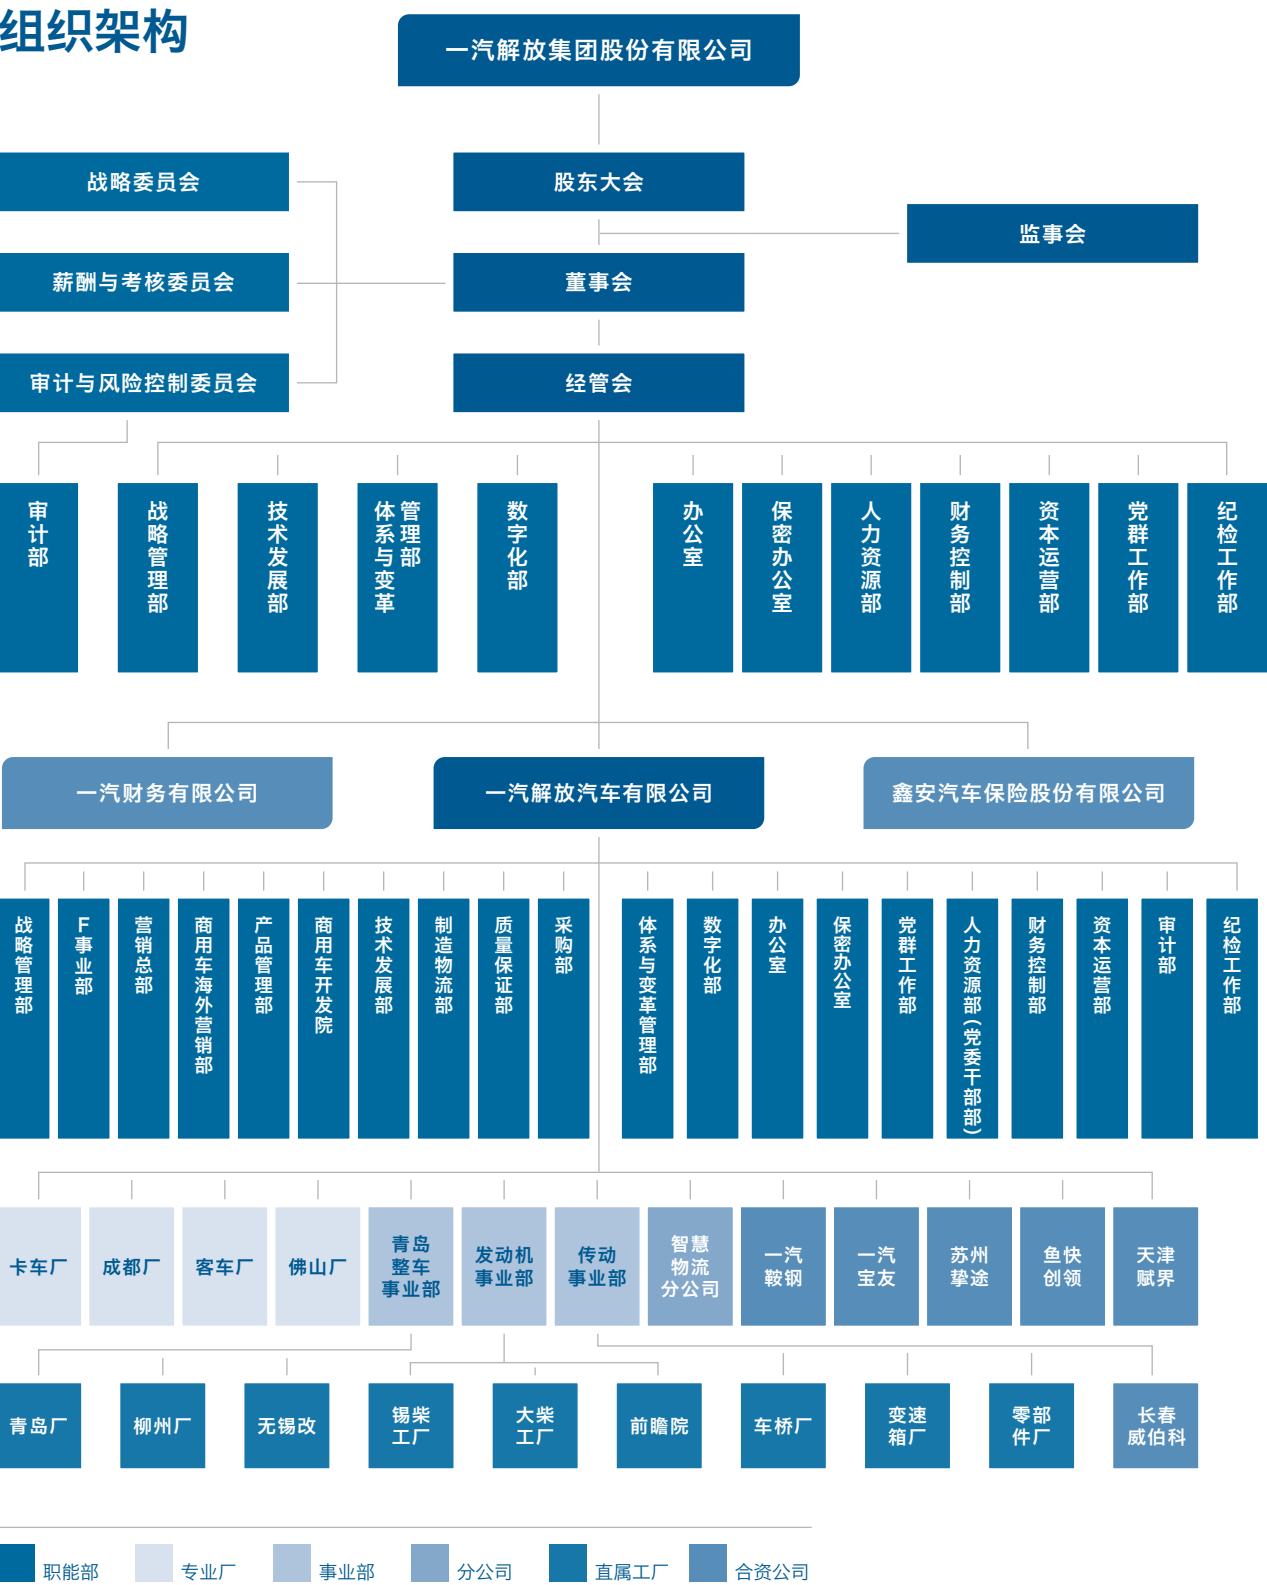 组织架构
一汽解放集团股份有限公司
战略委员会
股东大会
监事会
薪酬与考核委员会
董事会
审计与风险控制委员会
经管会
审计部
战略管理部
技术发展部
体系与变革
管理部
数字化部
办公室
保密办公室
人力资源部
财务控制部
资本运营部
党群工作部
纪检工作部
一汽财务有限公司
一汽解放汽车有限公司
鑫安汽车保险股份有限公司
战略管理部
F事业部
营销总部
商用车海外营销部
产品管理部
商用车开发院
技术发展部
制造物流部
质量保证部
采购部
体系与变革管理部
数字化部
办公室
保密办公室
党群工作部
人力资源部(党委干部部)
财务控制部
资本运营部
审计部
纪检工作部
卡车厂
成都厂
客车厂
佛山厂
青岛
整车
事业部
发动机
事业部
传动
事业部
智慧
物流
分公司
一汽
鞍钢
一汽
宝友
苏州
挚途
鱼快
创领
天津
赋界
青岛厂
柳州厂
无锡改
锡柴
工厂
大柴
工厂
前瞻院
车桥厂
变速
箱厂
零部
件厂
长春
威伯科
职能部
专业厂
事业部
分公司
直属工厂
合资公司